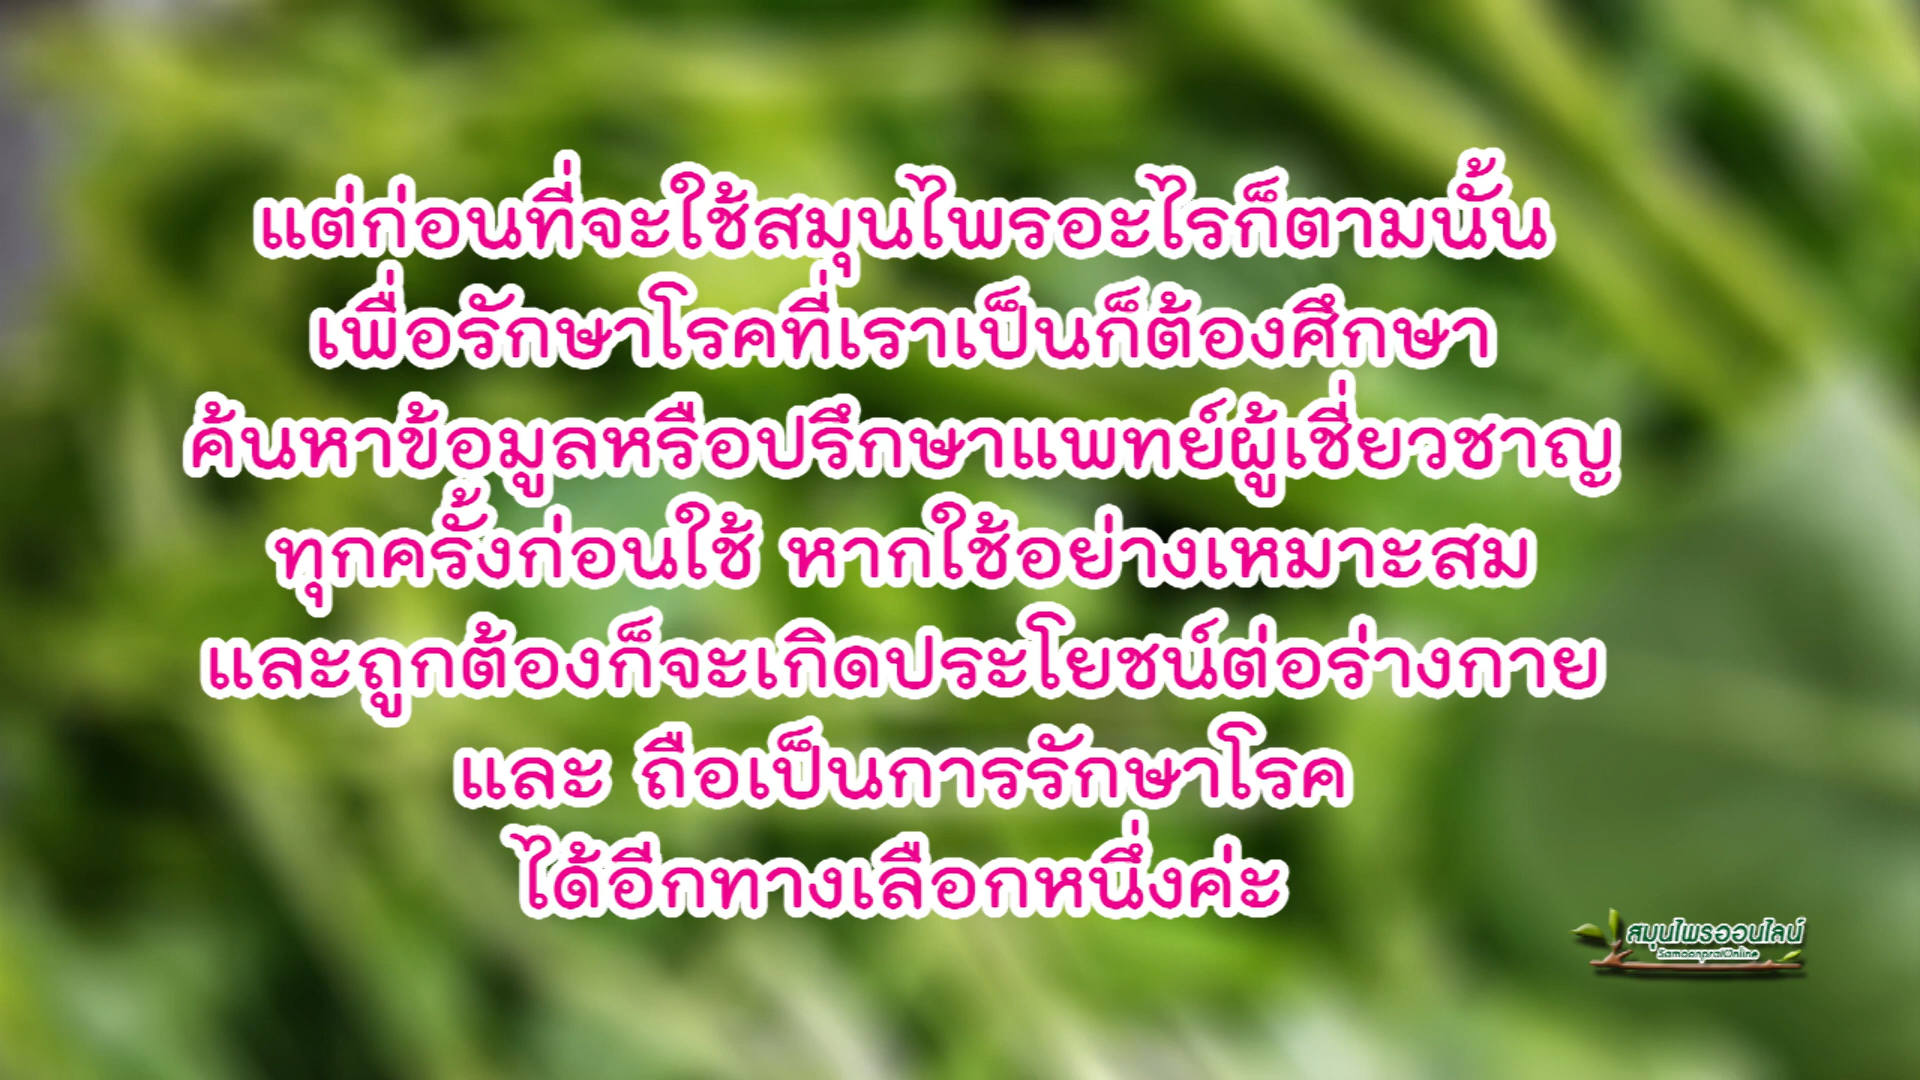 แต่ก่อนที่จะใช้สมุนไพรอะไรก็ตามนั้น
เพื่อรักษาโรคที่เราเป็นก็ต้องศึกษา
ค้นหาข้อมูลหรือปรึกษาแพทย์ผู้เชี่ยวชาญ
ทุกครั้งก่อนใช้ หากใช้อย่างเหมาะสม
และถูกต้องก็จะเกิดประโยชน์ต่อร่างกาย
และ ถือเป็นการรักษาโรค
ได้อีกทางเลือกหนึ่งค่ะ
สมุนไพรออนไลน์
SamoonpraiOnline